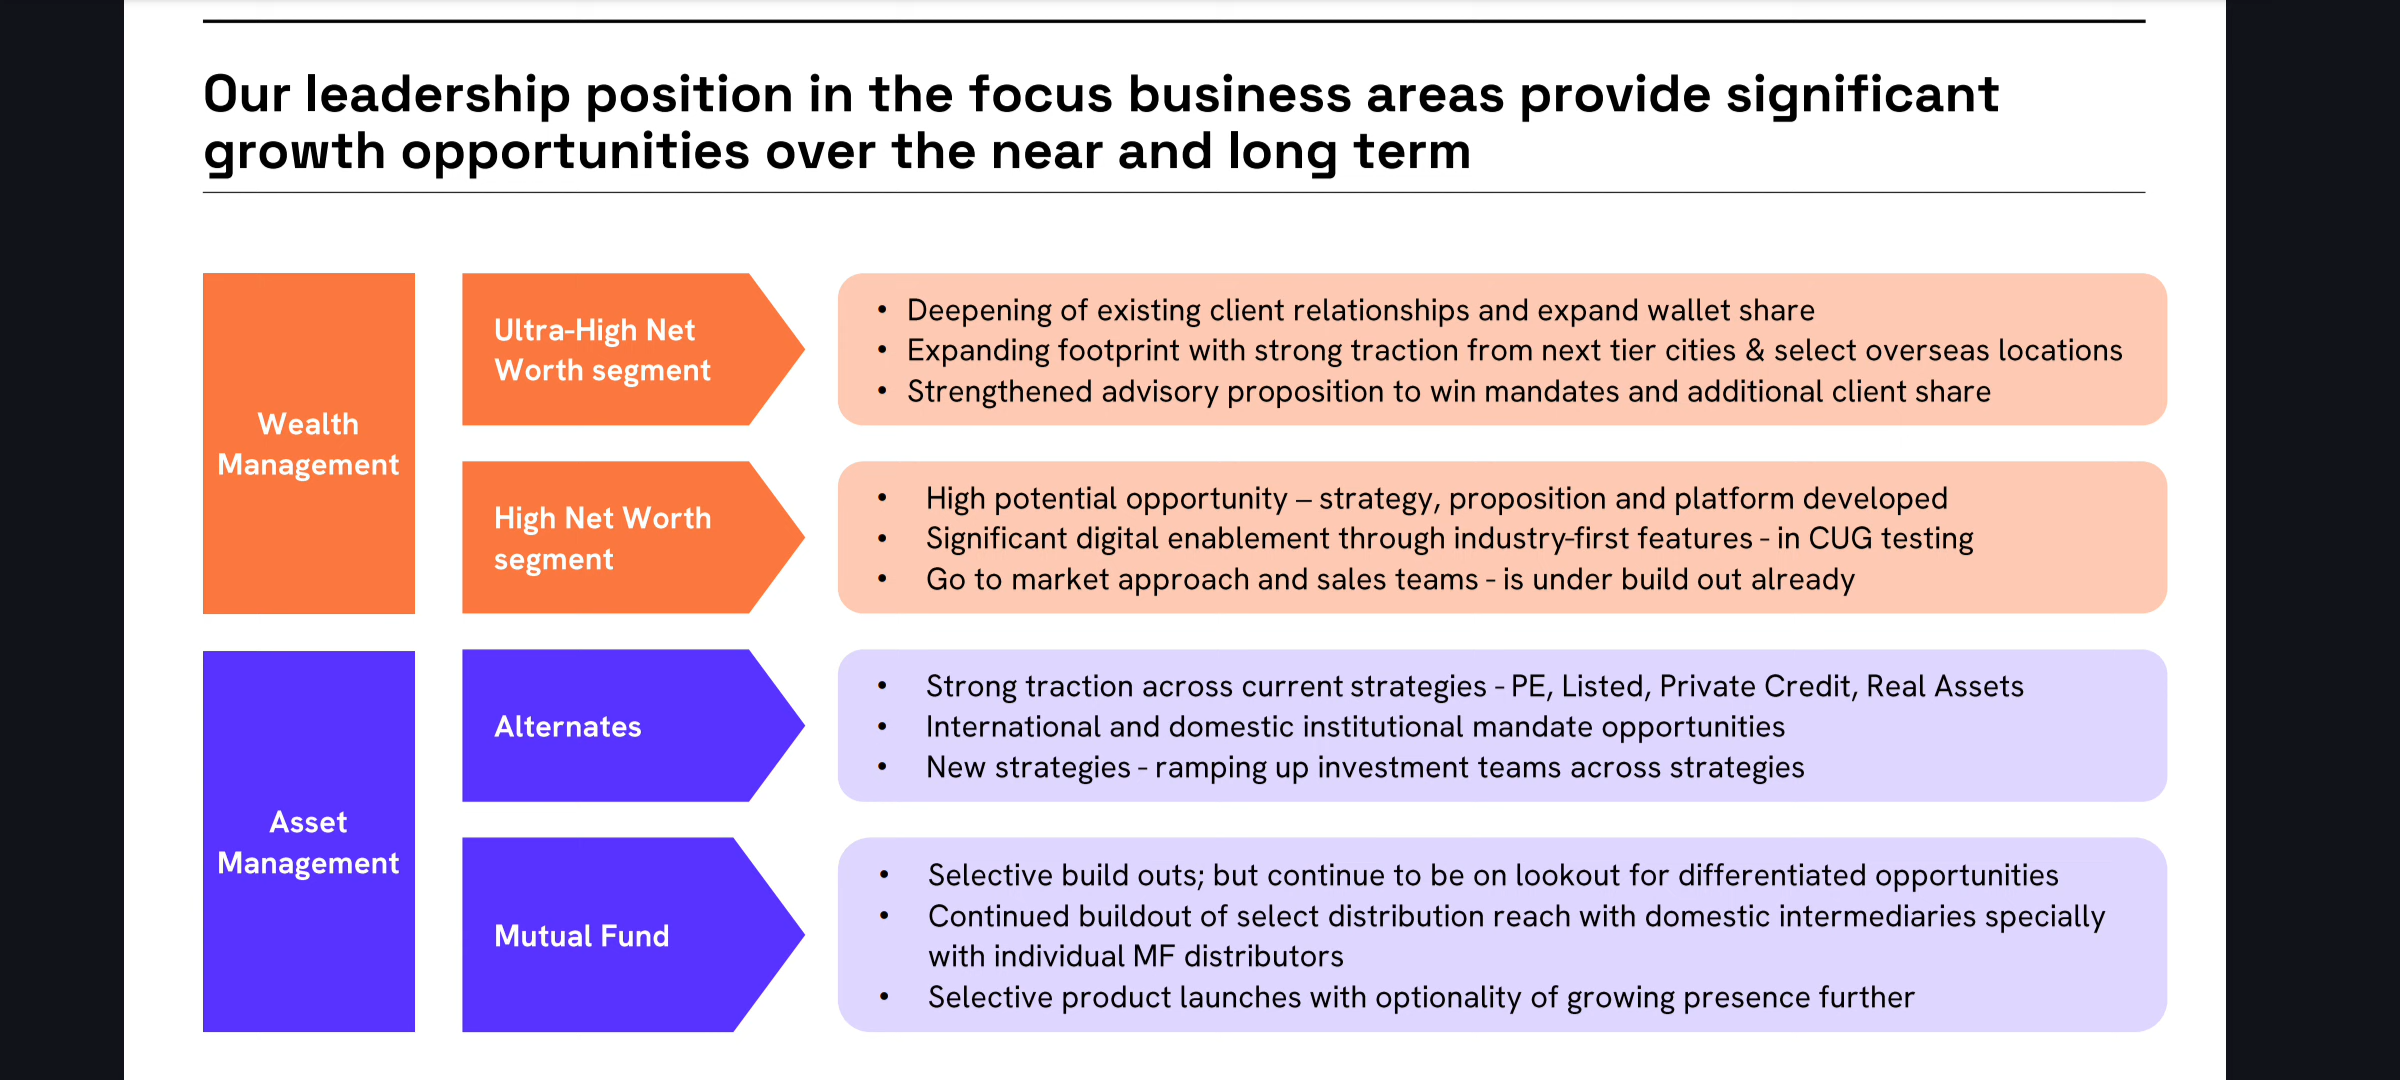 Our leadership position in the focus business areas provide significant
growth opportunities over the near and long term
Wealth
Management
Ultra-High Net
Worth segment
• Deepening of existing client relationships and expand wallet share
• Expanding footprint with strong traction from next tier cities & select overseas locations
• Strengthened advisory proposition to win mandates and additional client share
High Net Worth
segment
• High potential opportunity – strategy, proposition and platform developed
• Significant digital enablement through industry-first features - in CUG testing
• Go to market approach and sales teams - is under build out already
Asset
Management
Alternates
• Strong traction across current strategies - PE, Listed, Private Credit, Real Assets
• International and domestic institutional mandate opportunities
• New strategies - ramping up investment teams across strategies
Mutual Fund
• Selective build outs; but continue to be on lookout for differentiated opportunities
• Continued buildout of select distribution reach with domestic intermediaries specially
with individual MF distributors
• Selective product launches with optionality of growing presence further